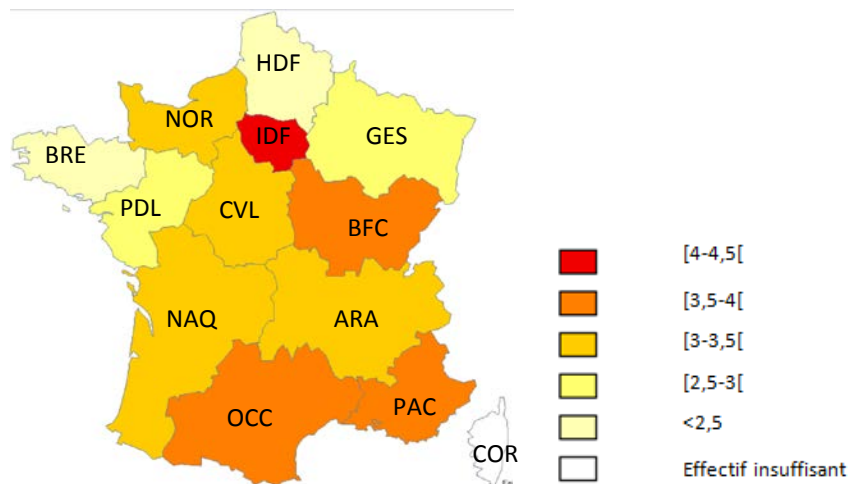 HDF
NOR
IDF
GES
BRE
PDL
CVL
BFC
NAQ
ARA
OCC
PAC
COR
[4-4,5[
[3,5-4[
[3-3,5[
[2,5-3[
<2,5
Effectif insuffisant